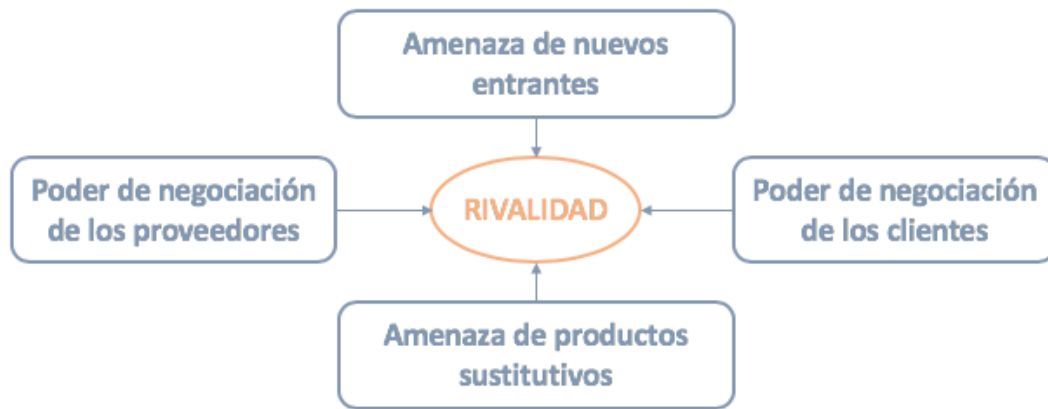 Amenaza de nuevos
entrantes
Poder de negociación
de los proveedores
RIVALIDAD
Poder de negociación
de los clientes
Amenaza de productos
sustitutivos